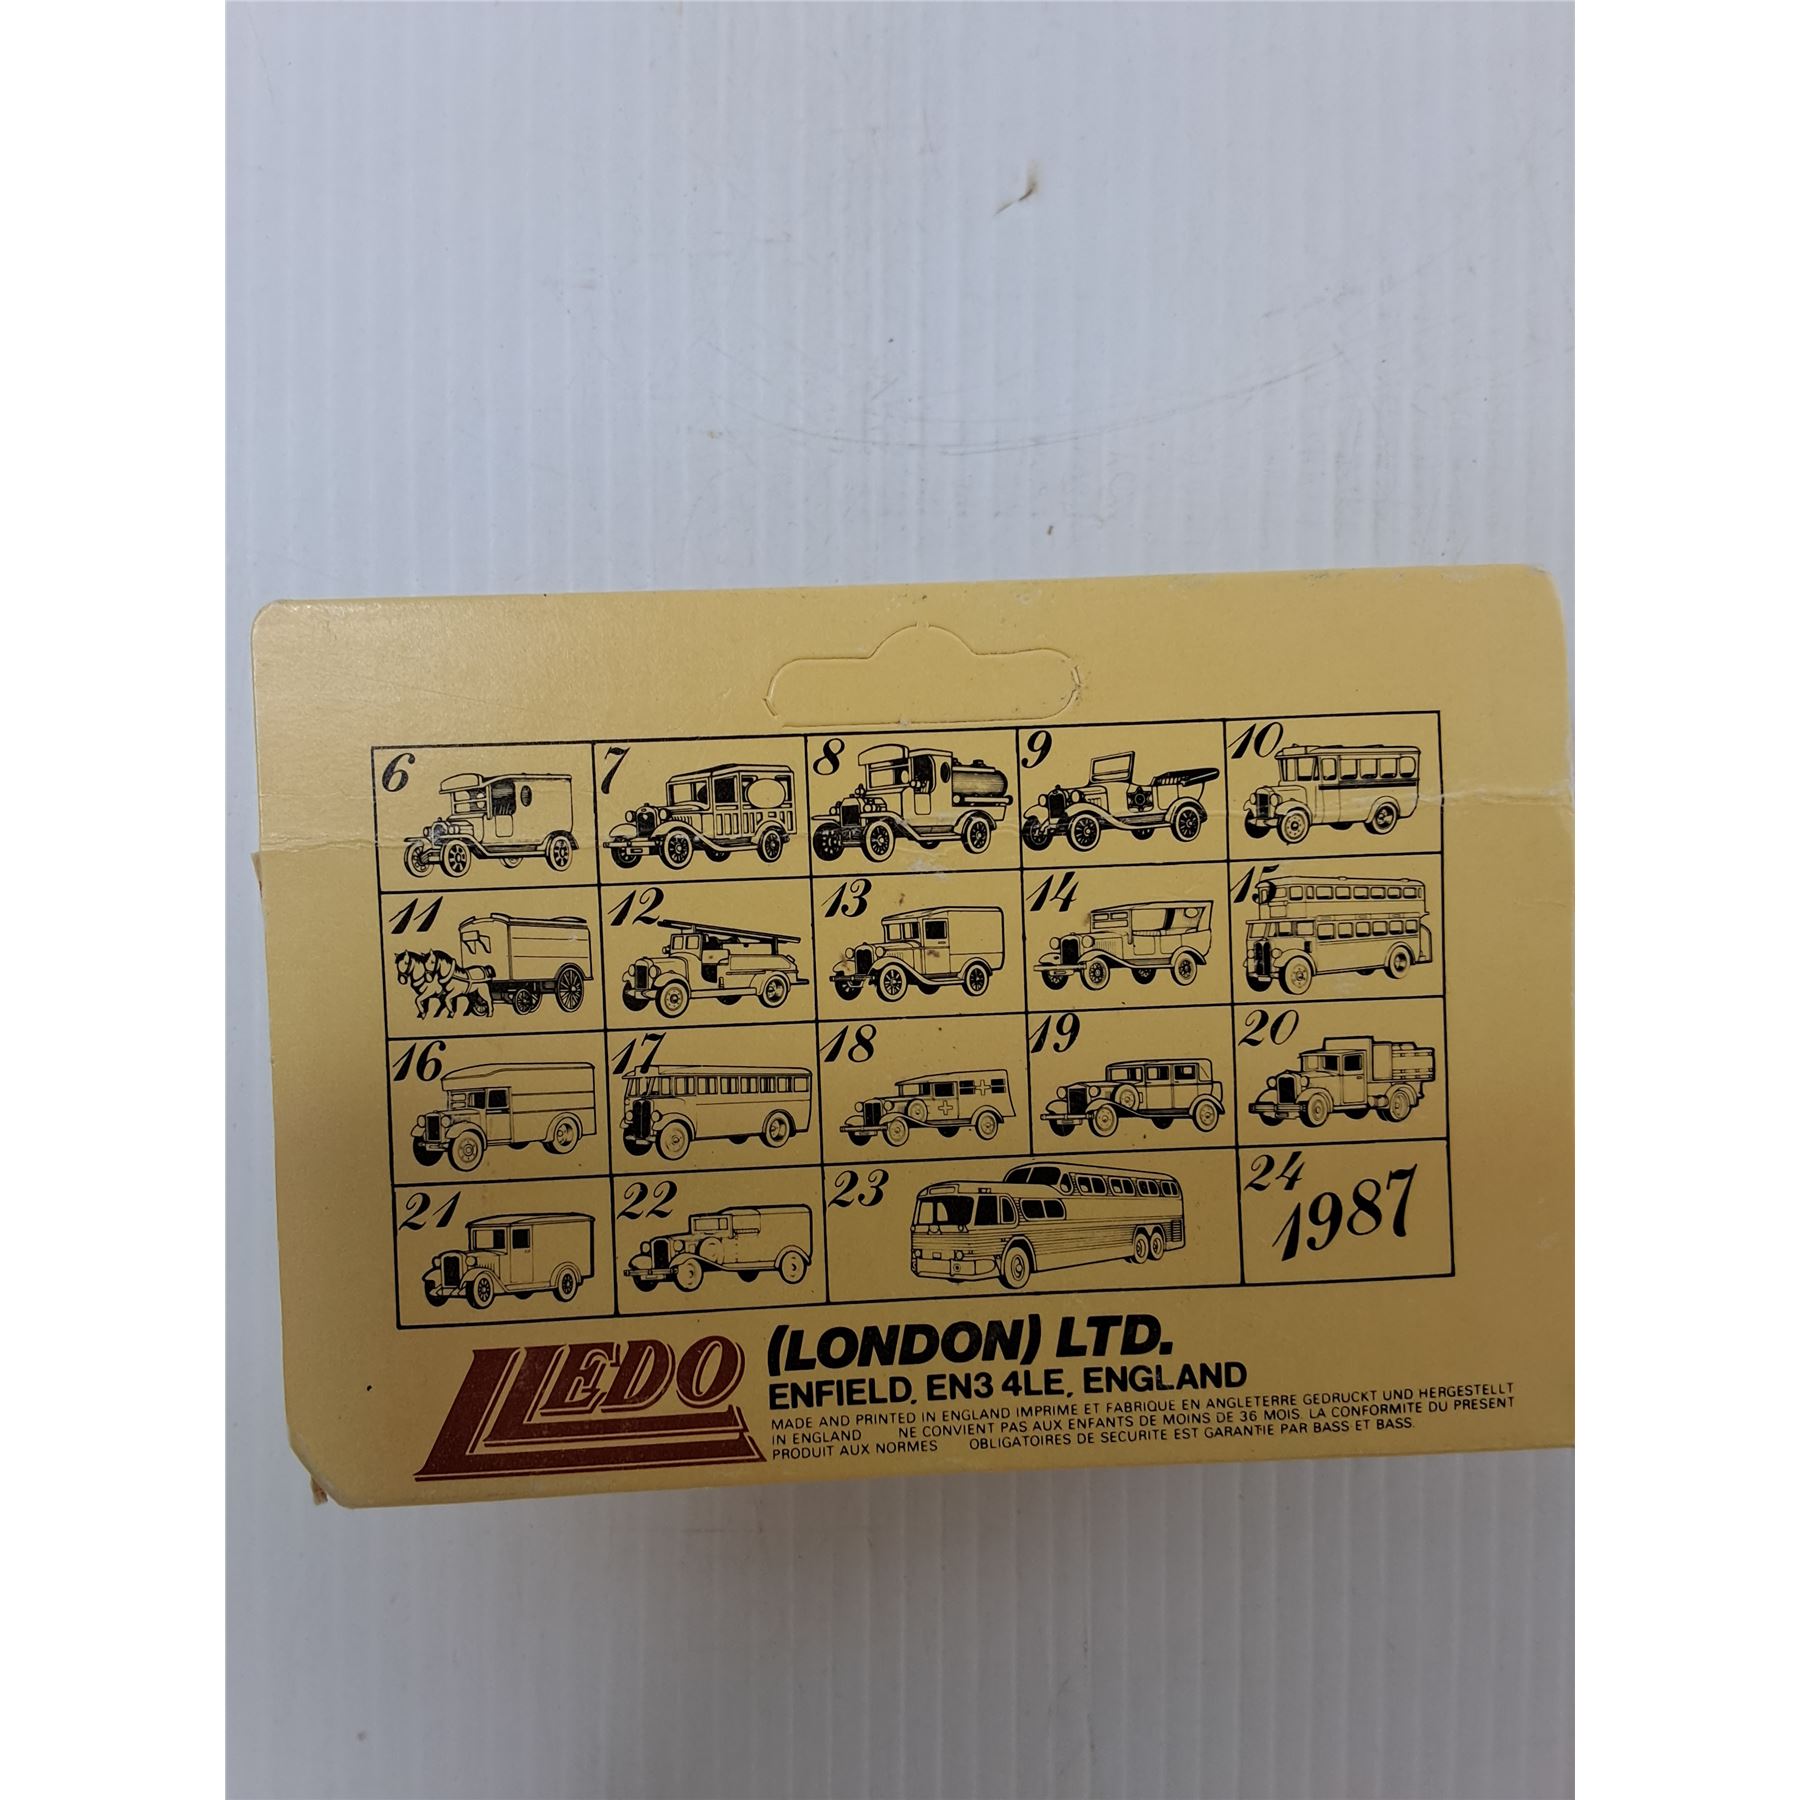 6 7 8 9 10
11 12 13 14 15
16 17 18 19 20
21 22 23 24 1987
LLEDO (LONDON) LTD.
ENFIELD, EN3 4LE, ENGLAND
MADE AND PRINTED IN ENGLAND IMPRIME ET FABRIQUE EN ANGLETERRE GEDRUCKT UND HERGESTELLT
IN ENGLAND NE CONVIENT PAS AUX ENFANTS DE MOINS DE 36 MOIS. LA CONFORMITE DU PRESENT
PRODUIT AUX NORMES OBLIGATOIRES DE SECURITE EST GARANTIE PAR BASS ET BASS.